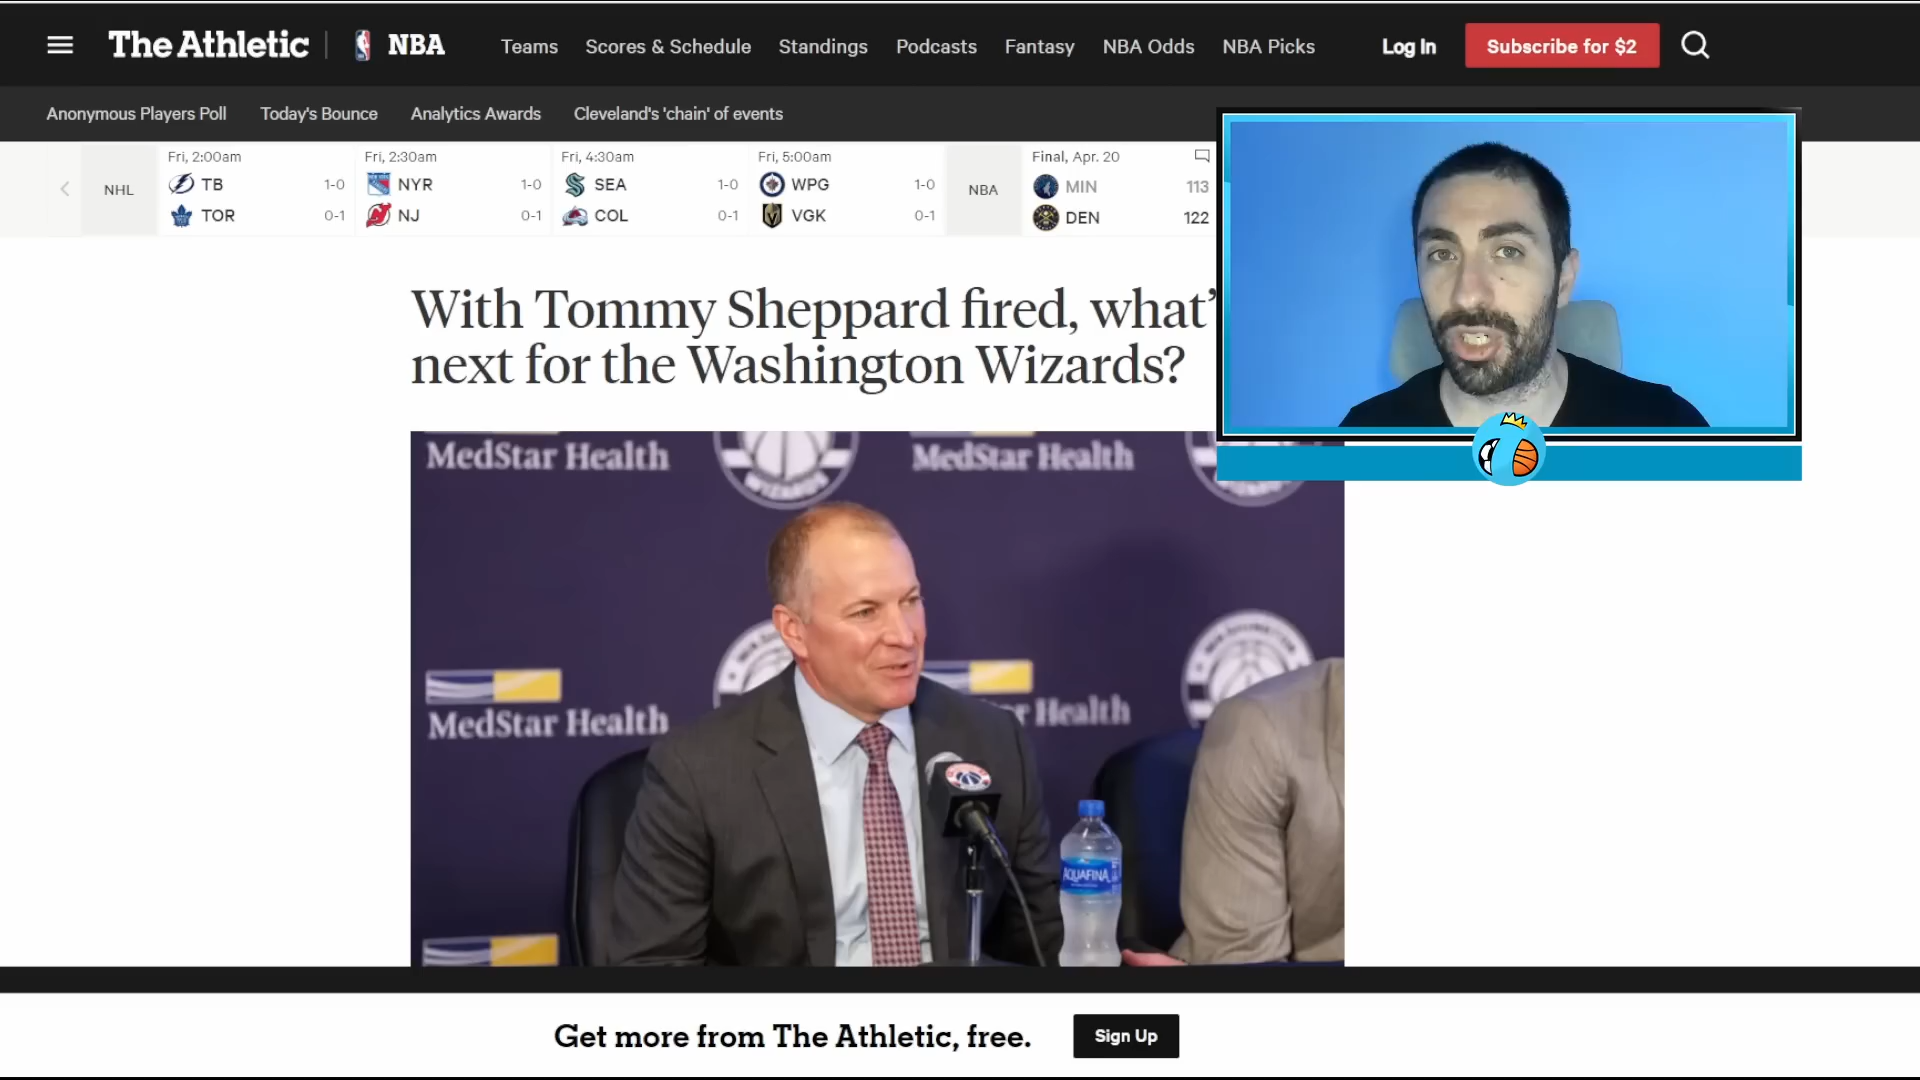 The Athletic
NBA
Teams
Scores & Schedule
Standings
Podcasts
Fantasy
NBA Odds
NBA Picks
Log In
Subscribe for $2
Anonymous Players Poll
Today's Bounce
Analytics Awards
Cleveland's 'chain' of events
NHL
Fri, 2:00am
TB 1-0
TOR 0-1
Fri, 2:30am
NYR 1-0
NJ 0-1
Fri, 4:30am
SEA 1-0
COL 0-1
Fri, 5:00am
WPG 1-0
VGK 0-1
NBA
Final, Apr. 20
MIN 113
DEN 122
With Tommy Sheppard fired, what’
next for the Washington Wizards?
MedStar Health
MedStar Health
WIZARDS
MedStar Health
Health
WASHINGTON
AQUAFINA
Get more from The Athletic, free.
Sign Up